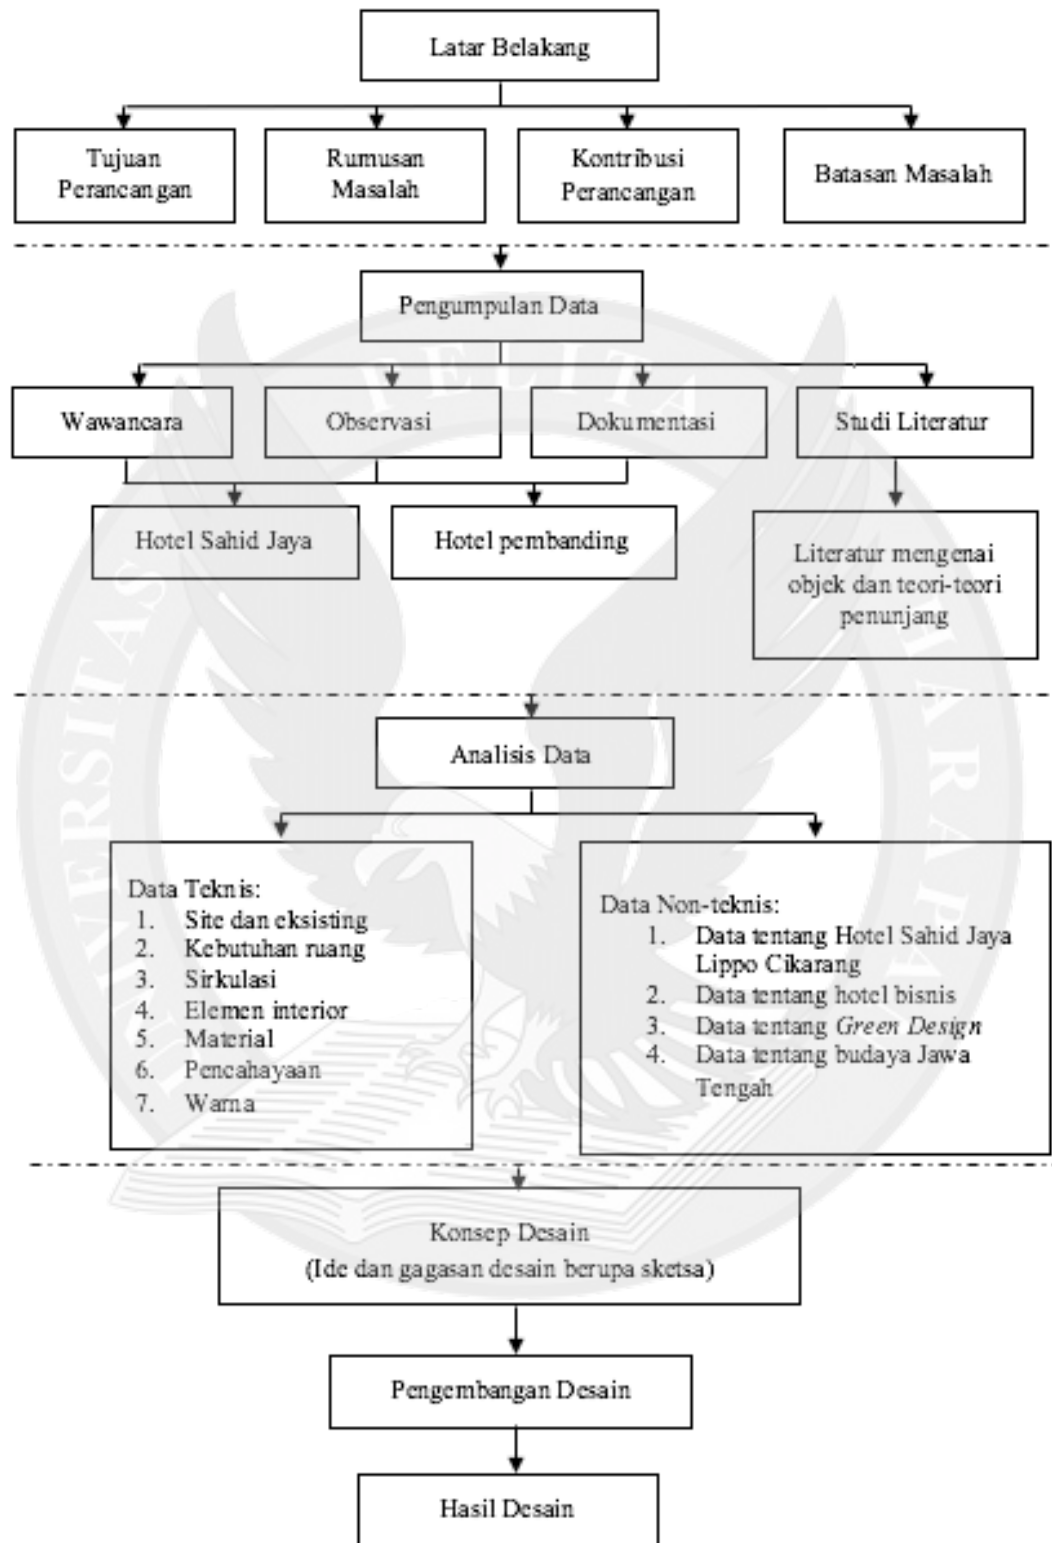 Latar Belakang
Tujuan
Perancangan
Rumusan
Masalah
Kontribusi
Perancangan
Batasan Masalah
Pengumpulan Data
PELITA
Wawancara
Observasi
Dokumentasi
Studi Literatur
Hotel Sahid Jaya
Hotel pembanding
Literatur mengenai
objek dan teori-teori
penunjang
UNIVERSITAS
HARAPAN
Analisis Data
Data Teknis:
1. Site dan eksisting
2. Kebutuhan ruang
3. Sirkulasi
4. Elemen interior
5. Material
6. Pencahayaan
7. Warna
Data Non-teknis:
1. Data tentang Hotel Sahid Jaya
Lippo Cikarang
2. Data tentang hotel bisnis
3. Data tentang Green Design
4. Data tentang budaya Jawa
Tengah
Konsep Desain
(Ide dan gagasan desain berupa sketsa)
Pengembangan Desain
Hasil Desain